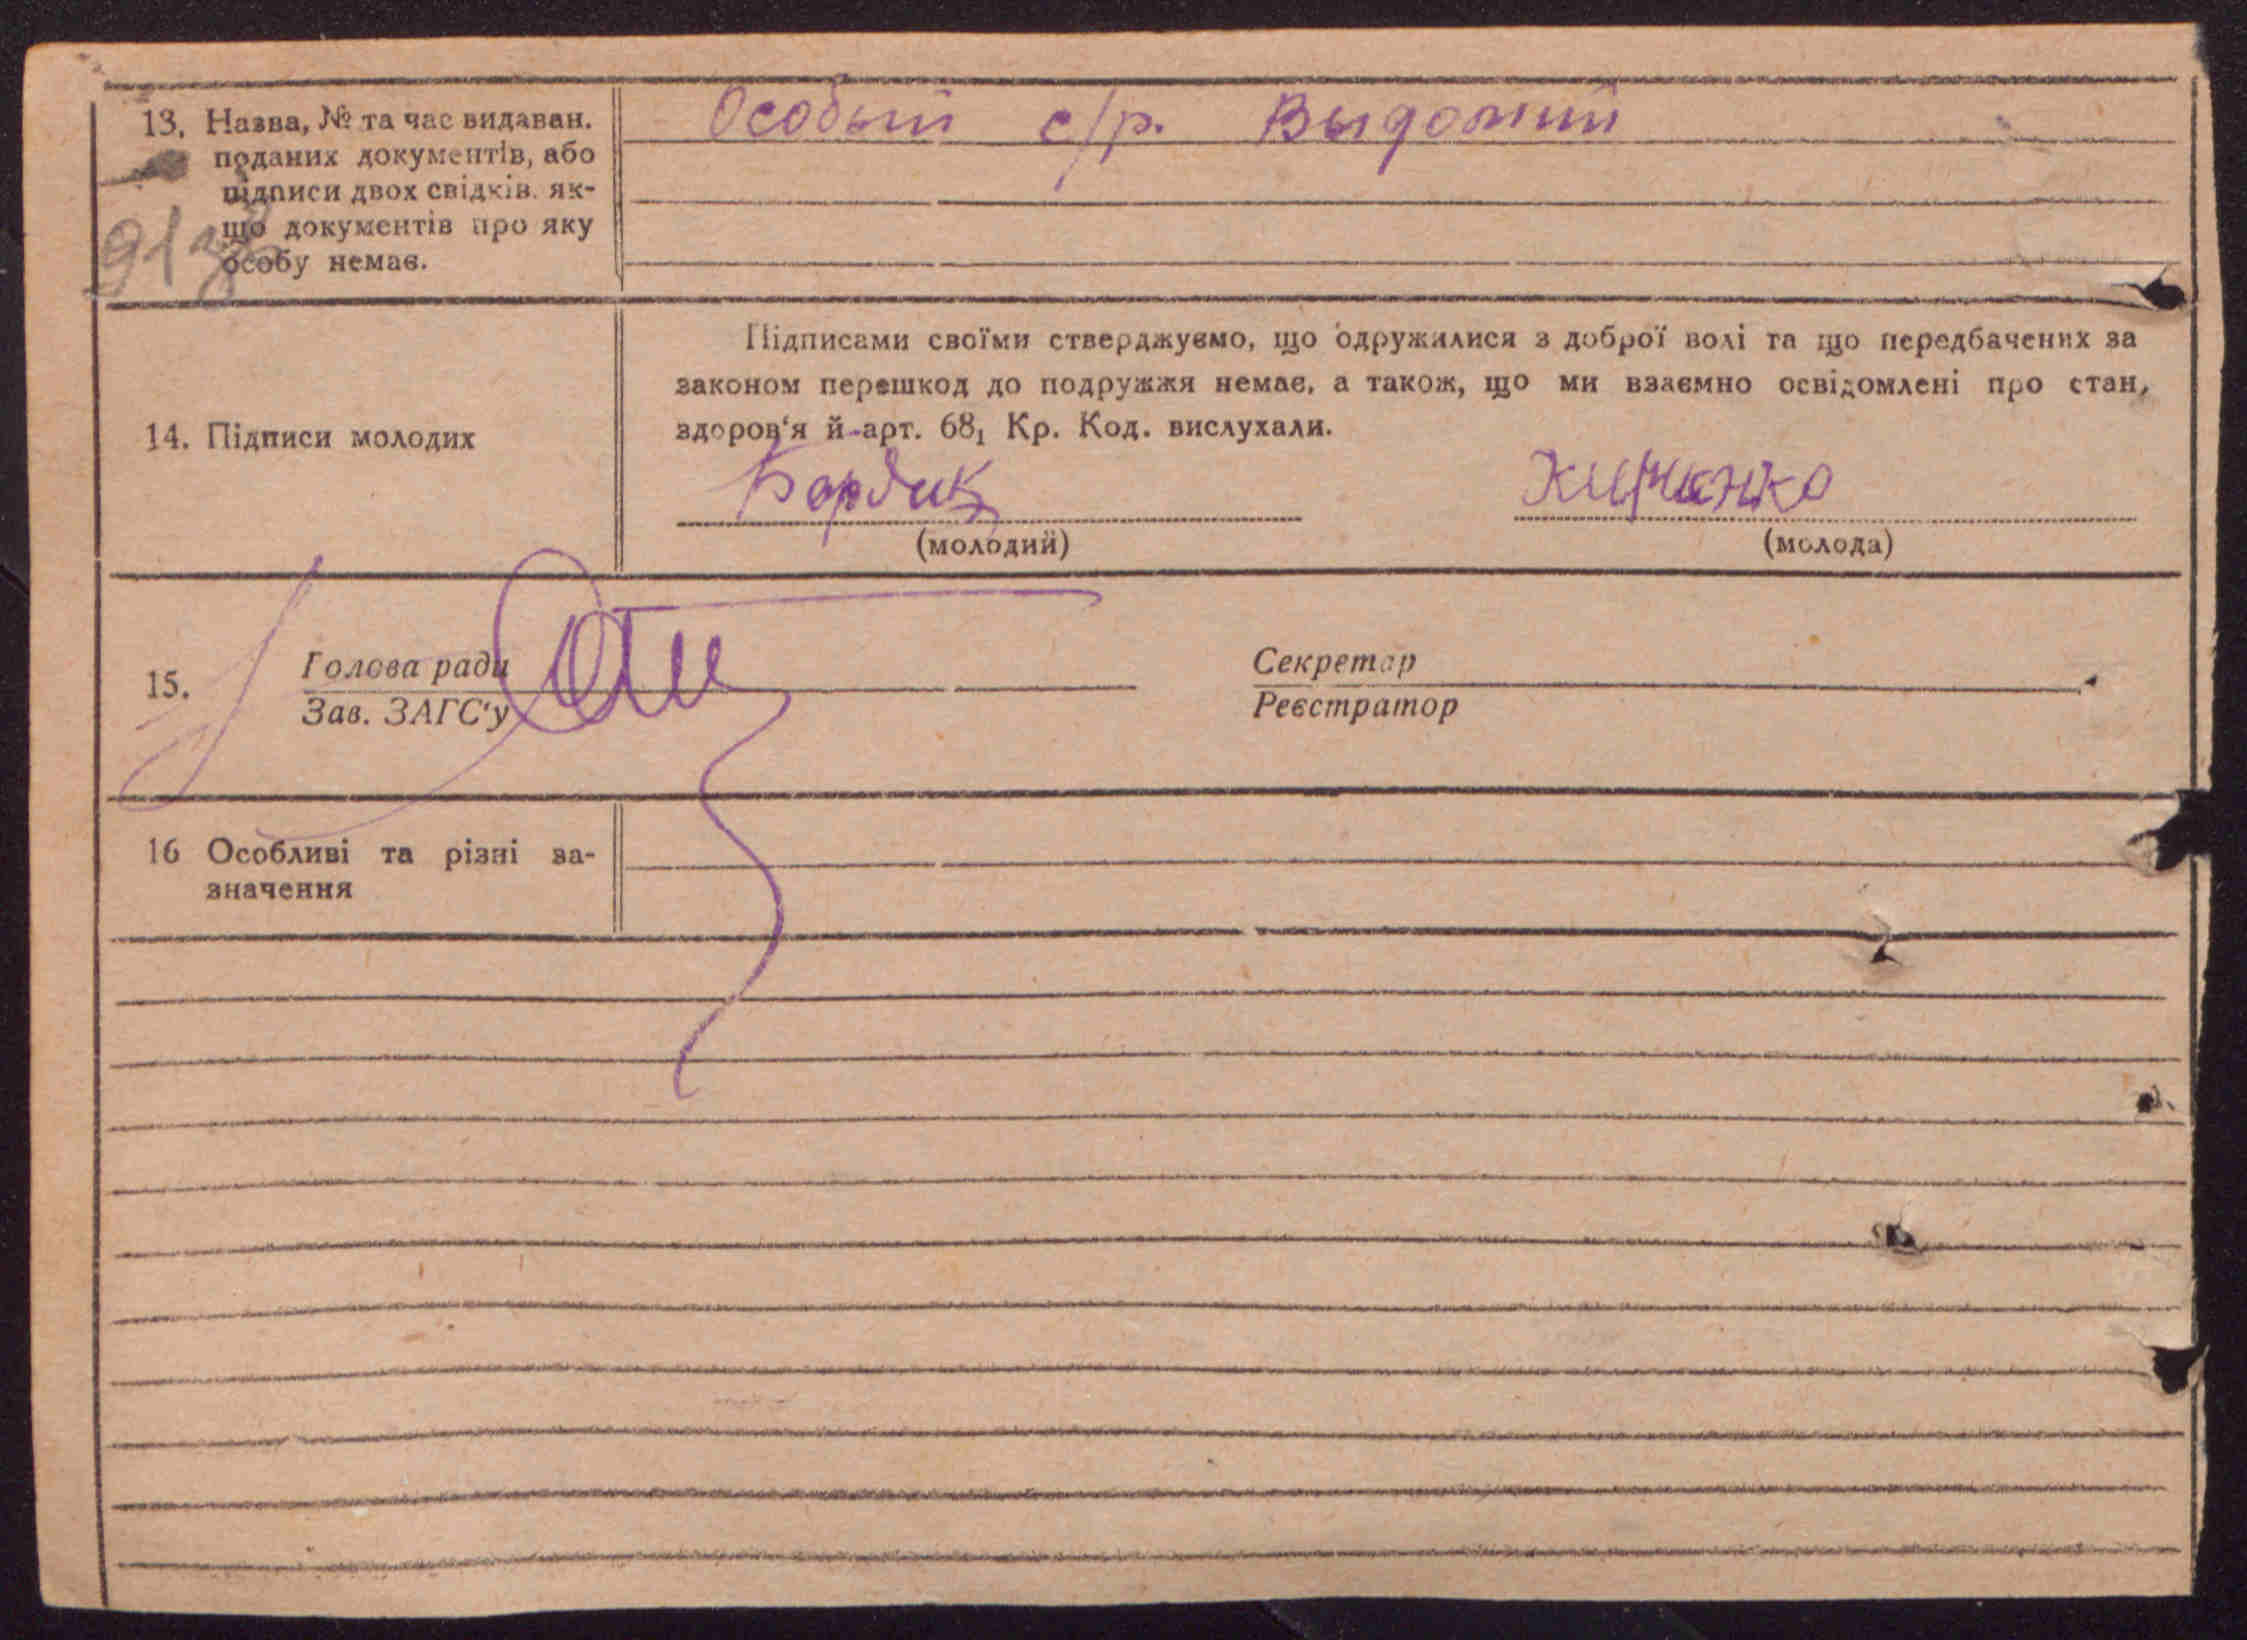 13. Назва, № та час видаван.
поданих документів, або
підписи двох свідків. як-
що документів про яку
особу немає.
Особый с/р. Выдомий
14. Підписи молодих
Підписами своїми стверджуємо, що одружилися з доброї волі та що передбачених за
законом перешкод до подружжя немає, а також, що ми взаємно освідомлені про стан,
здоров‘я й арт. 68₁ Кр. Код. вислухали.
Бордик
(молодий)
(молода)
15.
Голова ради
Зав. ЗАГС‘у
Секретар
Реєстратор
16 Особливі та різні за-
значення